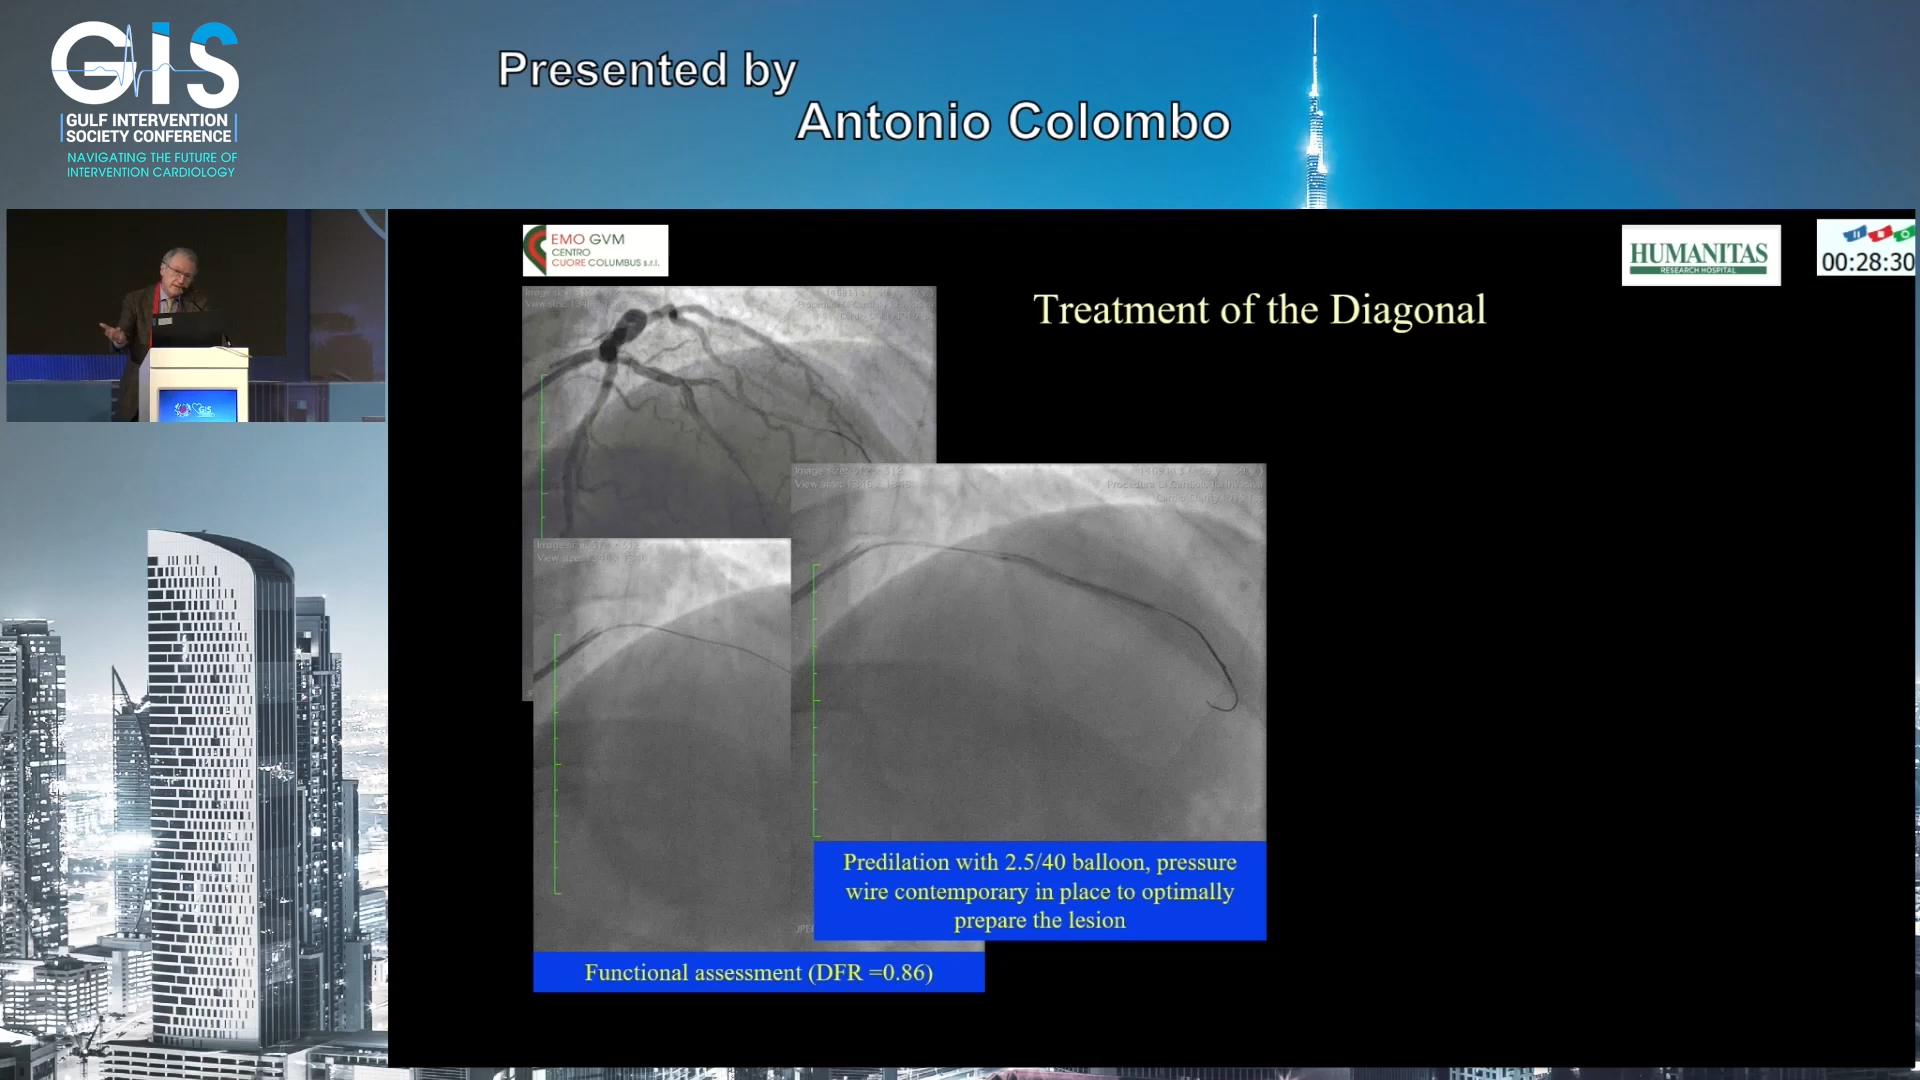 GIS
GULF INTERVENTION
SOCIETY CONFERENCE
NAVIGATING THE FUTURE OF
INTERVENTION CARDIOLOGY
Presented by
Antonio Colombo
EMO GVM
CENTRO
CUORE COLUMBUS s.r.l.
HUMANITAS
RESEARCH HOSPITAL
00:28:30
Treatment of the Diagonal
Predilation with 2.5/40 balloon, pressure
wire contemporary in place to optimally
prepare the lesion
Functional assessment (DFR =0.86)